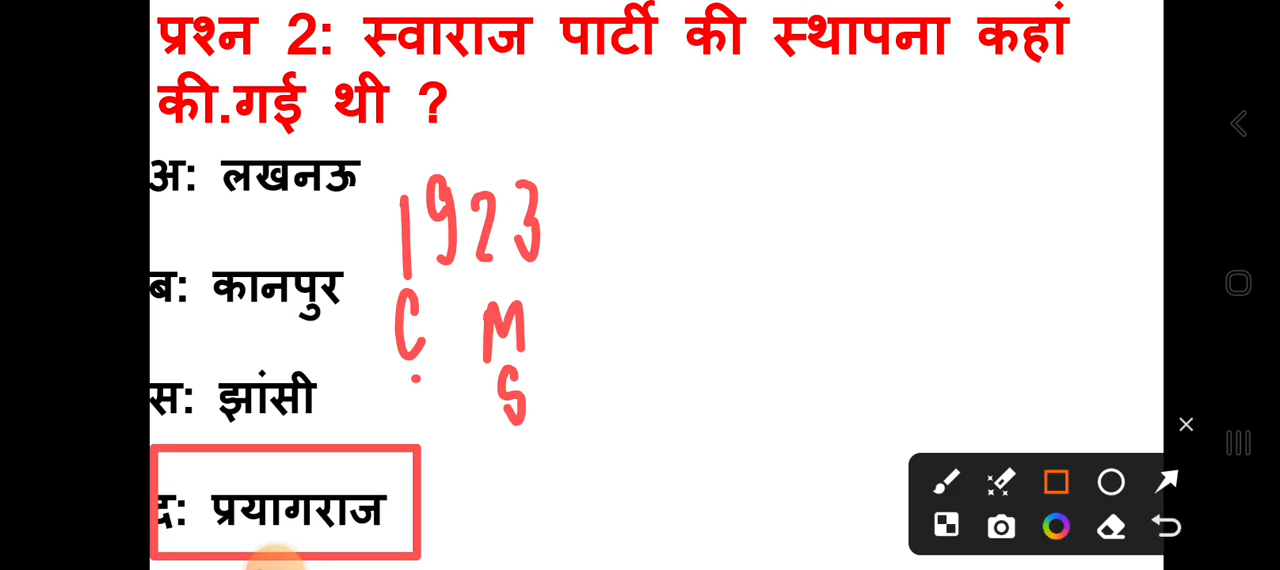 प्रश्न 2: स्वाराज पार्टी की स्थापना कहां
की.गई थी ?
अ: लखनऊ
1923
ब: कानपुर
C M
स: झांसी
S
द: प्रयागराज